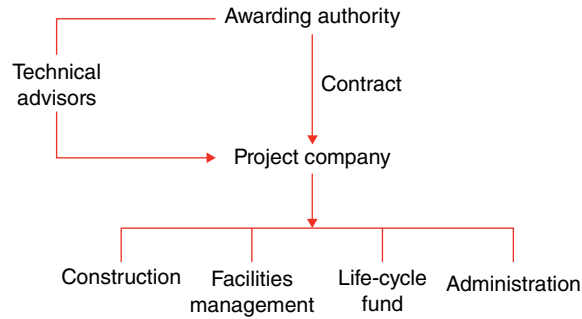 Awarding authority
Technical
advisors
Contract
Project company
Construction
Facilities
management
Life-cycle
fund
Administration